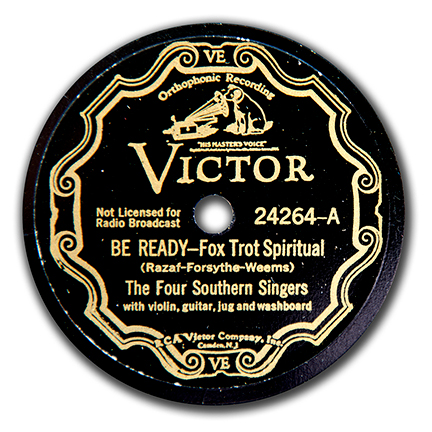 VE
Orthophonic Recording
"HIS MASTER'S VOICE"
VICTOR
Not Licensed for
Radio Broadcast
24264-A
BE READY—Fox Trot Spiritual
(Razaf-Forsythe-Weems)
The Four Southern Singers
with violin, guitar, jug and washboard
RCA Victor Company, Inc.
Camden, N.J.
VE